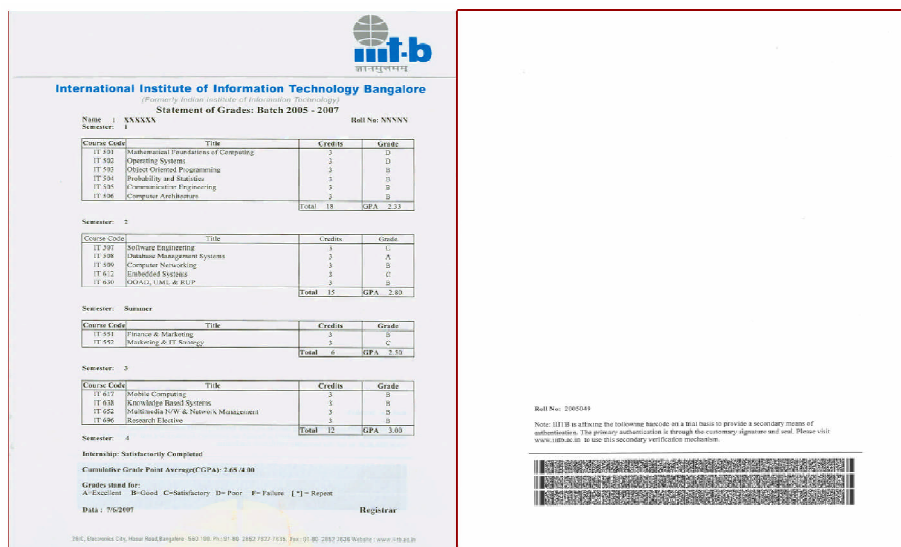 iiit-b
ज्ञानमुत्तमम्
International Institute of Information Technology Bangalore
(Formerly Indian Institute of Information Technology)
Statement of Grades: Batch 2005 - 2007
Name : XXXXXX Roll No: NNNNN
Semester: 1
Course Code Title Credits Grade
IT 501 Mathematical Foundations of Computing 3 D
IT 502 Operating Systems 3 D
IT 503 Object Oriented Programming 3 B
IT 504 Probability and Statistics 3 B
IT 505 Communication Engineering 3 B
IT 506 Computer Architecture 3 B
Total 18 GPA 2.33
Semester: 2
Course Code Title Credits Grade
IT 507 Software Engineering 3 C
IT 508 Database Management Systems 3 A
IT 509 Computer Networking 3 B
IT 612 Embedded Systems 3 C
IT 630 OOAD, UML & RUP 3 B
Total 15 GPA 2.80
Semester: Summer
Course Code Title Credits Grade
IT 551 Finance & Marketing 3 B
IT 552 Marketing & IT Strategy 3 C
Total 6 GPA 2.50
Semester: 3
Course Code Title Credits Grade
IT 617 Mobile Computing 3 B
IT 638 Knowledge Based Systems 3 B
IT 652 Multimedia N/W & Network Management 3 B
IT 696 Research Elective 3 B
Total 12 GPA 3.00
Semester: 4
Internship: Satisfactorily Completed
Cumulative Grade Point Average(CGPA): 2.65 /4.00
Grades stand for:
A=Excellent B=Good C=Satisfactory D= Poor F= Failure [ * ] = Repeat
Data : 7/6/2007 Registrar
Electronics City, Hosur Road, Bangalore
Roll No: 2005048
Note: IIITB is affixing the following barcode on a trial basis to provide a secondary means of
authentication. The primary authentication is through the customary signature and seal. Please visit
www.iiitb.ac.in to use this secondary verification mechanism.